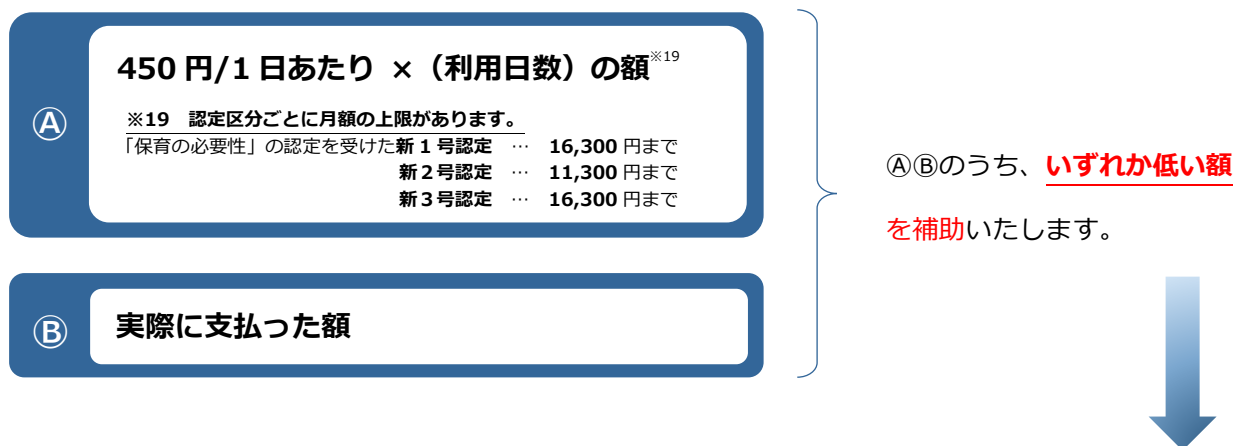 Ⓐ
450 円/1 日あたり ×（利用日数）の額※19
※19 認定区分ごとに月額の上限があります。
「保育の必要性」の認定を受けた新１号認定 … 16,300 円まで
新２号認定 … 11,300 円まで
新３号認定 … 16,300 円まで
Ⓑ
実際に支払った額
ⒶⒷのうち、いずれか低い額
を補助いたします。